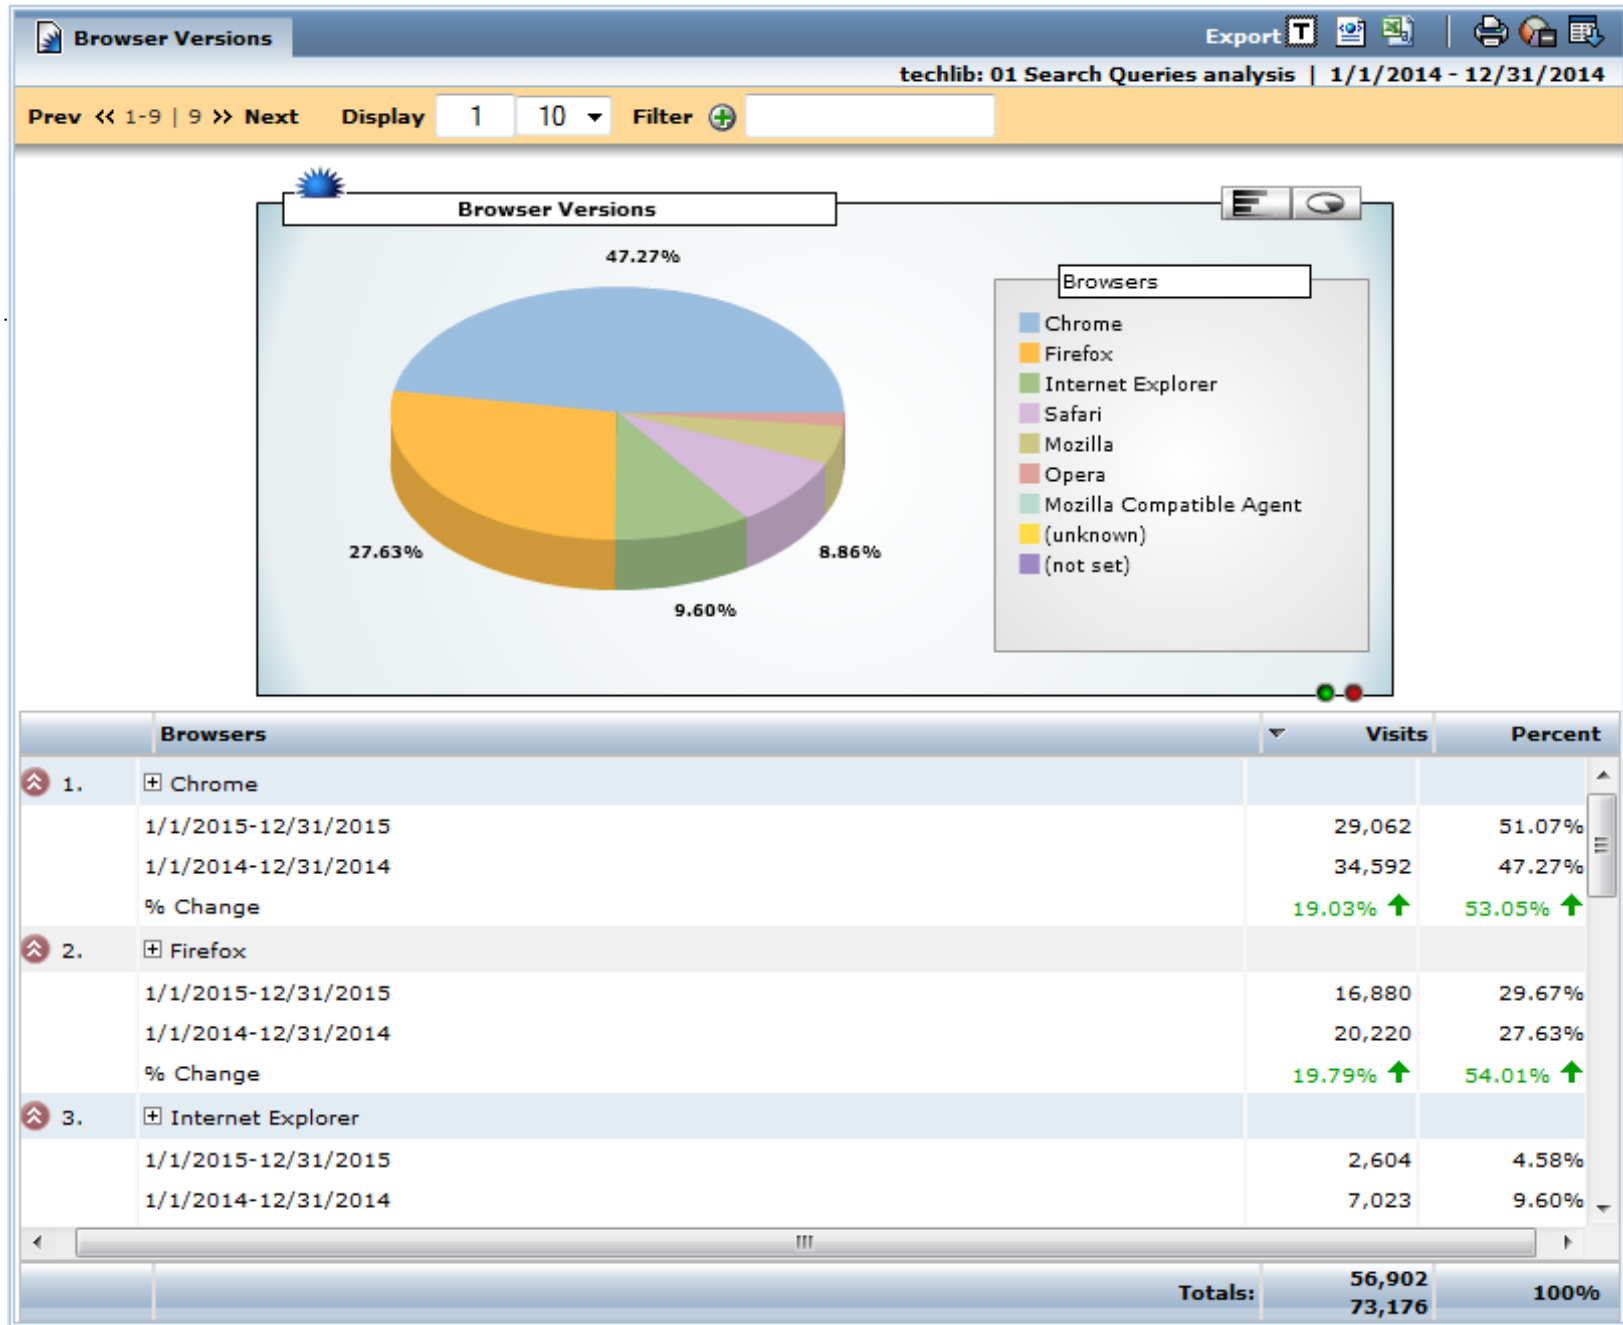 Browser Versions
Export
techlib: 01 Search Queries analysis | 1/1/2014 - 12/31/2014
Prev « 1-9 | 9 » Next Display 1 10 Filter
Browser Versions
47.27%
27.63%
9.60%
8.86%
Browsers
Chrome
Firefox
Internet Explorer
Safari
Mozilla
Opera
Mozilla Compatible Agent
(unknown)
(not set)
Browsers Visits Percent
1. Chrome
1/1/2015-12/31/2015 29,062 51.07%
1/1/2014-12/31/2014 34,592 47.27%
% Change 19.03% 53.05%
2. Firefox
1/1/2015-12/31/2015 16,880 29.67%
1/1/2014-12/31/2014 20,220 27.63%
% Change 19.79% 54.01%
3. Internet Explorer
1/1/2015-12/31/2015 2,604 4.58%
1/1/2014-12/31/2014 7,023 9.60%
Totals: 56,902 100%
73,176